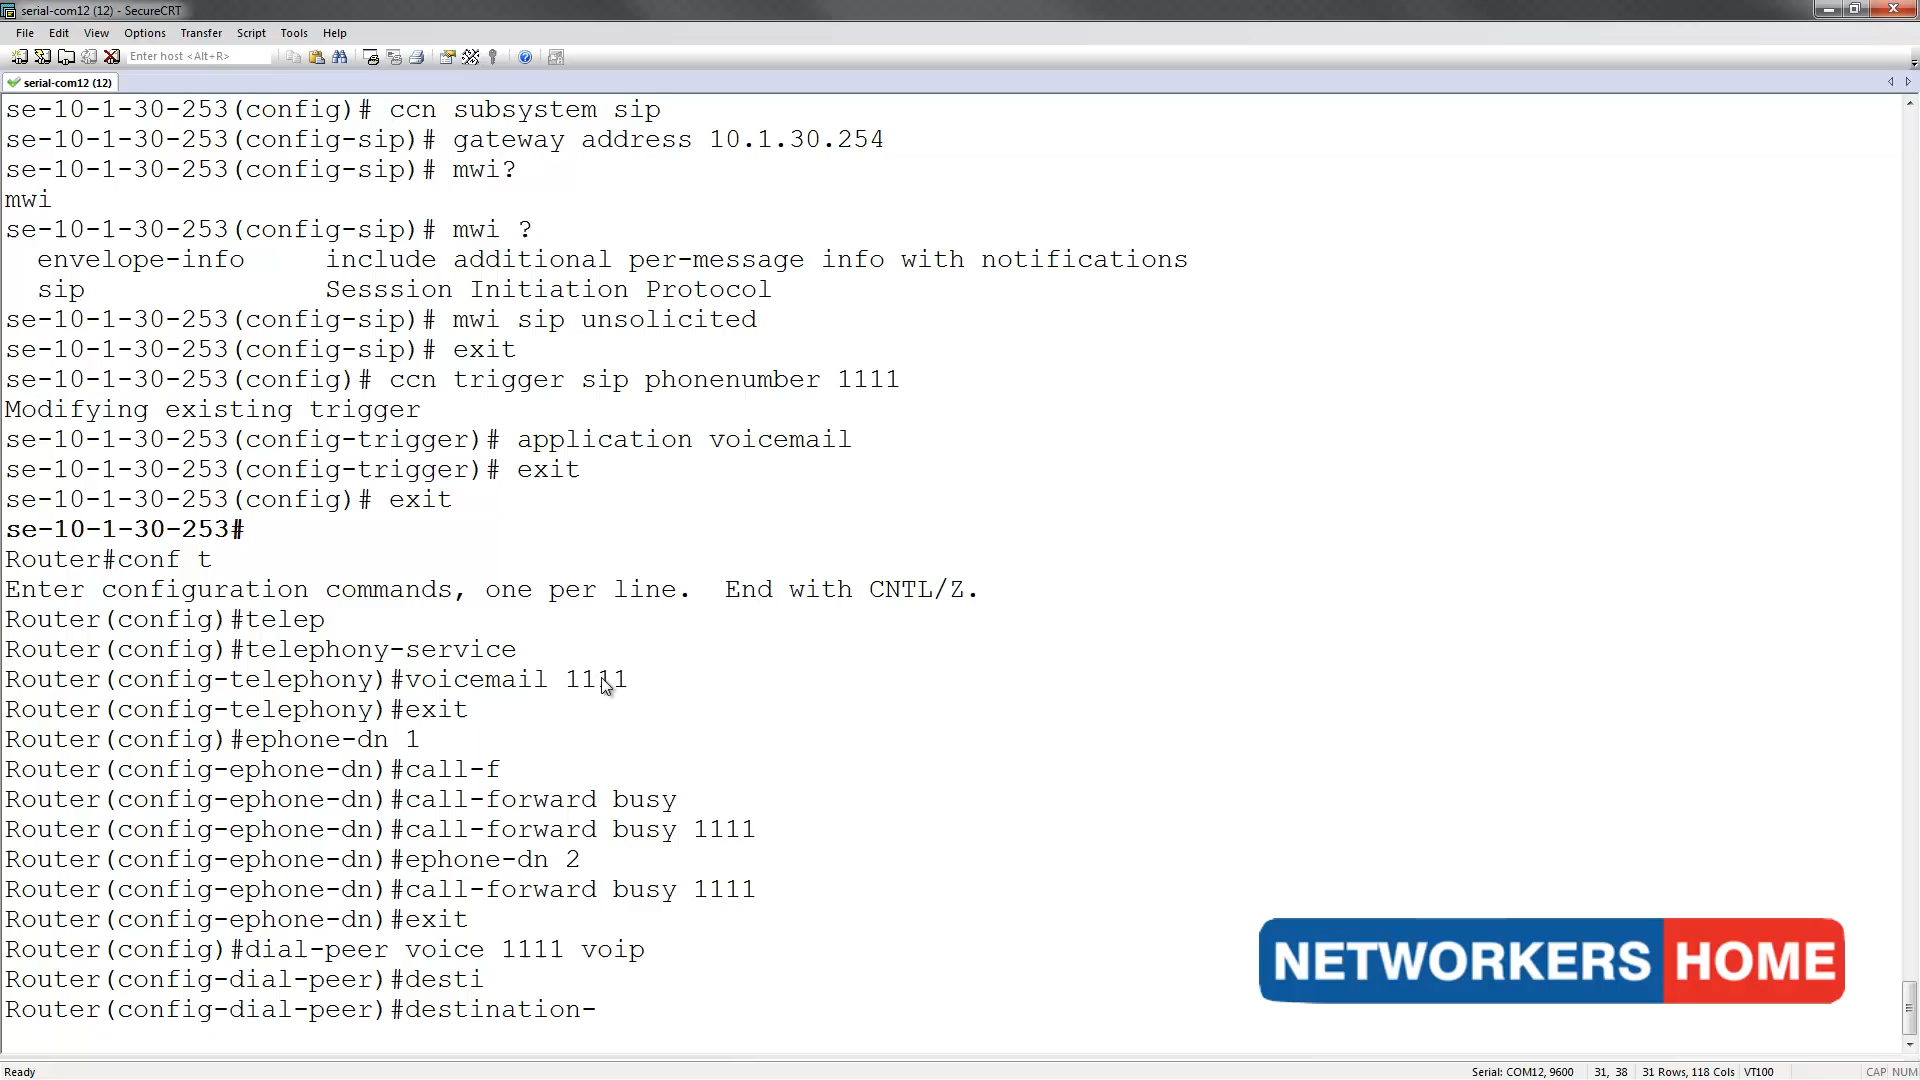 serial-com12 (12) - SecureCRT
File Edit View Options Transfer Script Tools Help
Enter host <Alt+R>
serial-com12 (12)
se-10-1-30-253(config)# ccn subsystem sip
se-10-1-30-253(config-sip)# gateway address 10.1.30.254
se-10-1-30-253(config-sip)# mwi?
mwi
se-10-1-30-253(config-sip)# mwi ?
envelope-info include additional per-message info with notifications
sip Sesssion Initiation Protocol
se-10-1-30-253(config-sip)# mwi sip unsolicited
se-10-1-30-253(config-sip)# exit
se-10-1-30-253(config)# ccn trigger sip phonenumber 1111
Modifying existing trigger
se-10-1-30-253(config-trigger)# application voicemail
se-10-1-30-253(config-trigger)# exit
se-10-1-30-253(config)# exit
se-10-1-30-253#
Router#conf t
Enter configuration commands, one per line. End with CNTL/Z.
Router(config)#telep
Router(config)#telephony-service
Router(config-telephony)#voicemail 1111
Router(config-telephony)#exit
Router(config)#ephone-dn 1
Router(config-ephone-dn)#call-f
Router(config-ephone-dn)#call-forward busy
Router(config-ephone-dn)#call-forward busy 1111
Router(config-ephone-dn)#ephone-dn 2
Router(config-ephone-dn)#call-forward busy 1111
Router(config-ephone-dn)#exit
Router(config)#dial-peer voice 1111 voip
Router(config-dial-peer)#desti
Router(config-dial-peer)#destination-
NETWORKERS HOME
Ready Serial: COM12, 9600 31, 38 31 Rows, 118 Cols VT100 CAP NUM